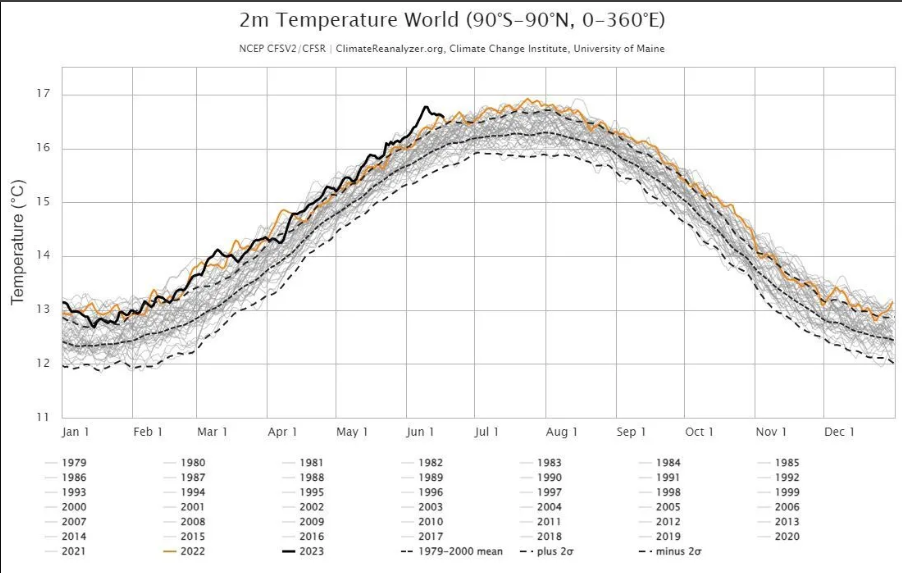 2m Temperature World (90°S–90°N, 0–360°E)
NCEP CFSV2/CFSR | ClimateReanalyzer.org, Climate Change Institute, University of Maine
Temperature (°C)
17
16
15
14
13
12
11
Jan 1 Feb 1 Mar 1 Apr 1 May 1 Jun 1 Jul 1 Aug 1 Sep 1 Oct 1 Nov 1 Dec 1
1979 1980 1981 1982 1983 1984 1985
1986 1987 1988 1989 1990 1991 1992
1993 1994 1995 1996 1997 1998 1999
2000 2001 2002 2003 2004 2005 2006
2007 2008 2009 2010 2011 2012 2013
2014 2015 2016 2017 2018 2019 2020
2021 2022 2023 1979–2000 mean plus 2σ minus 2σ